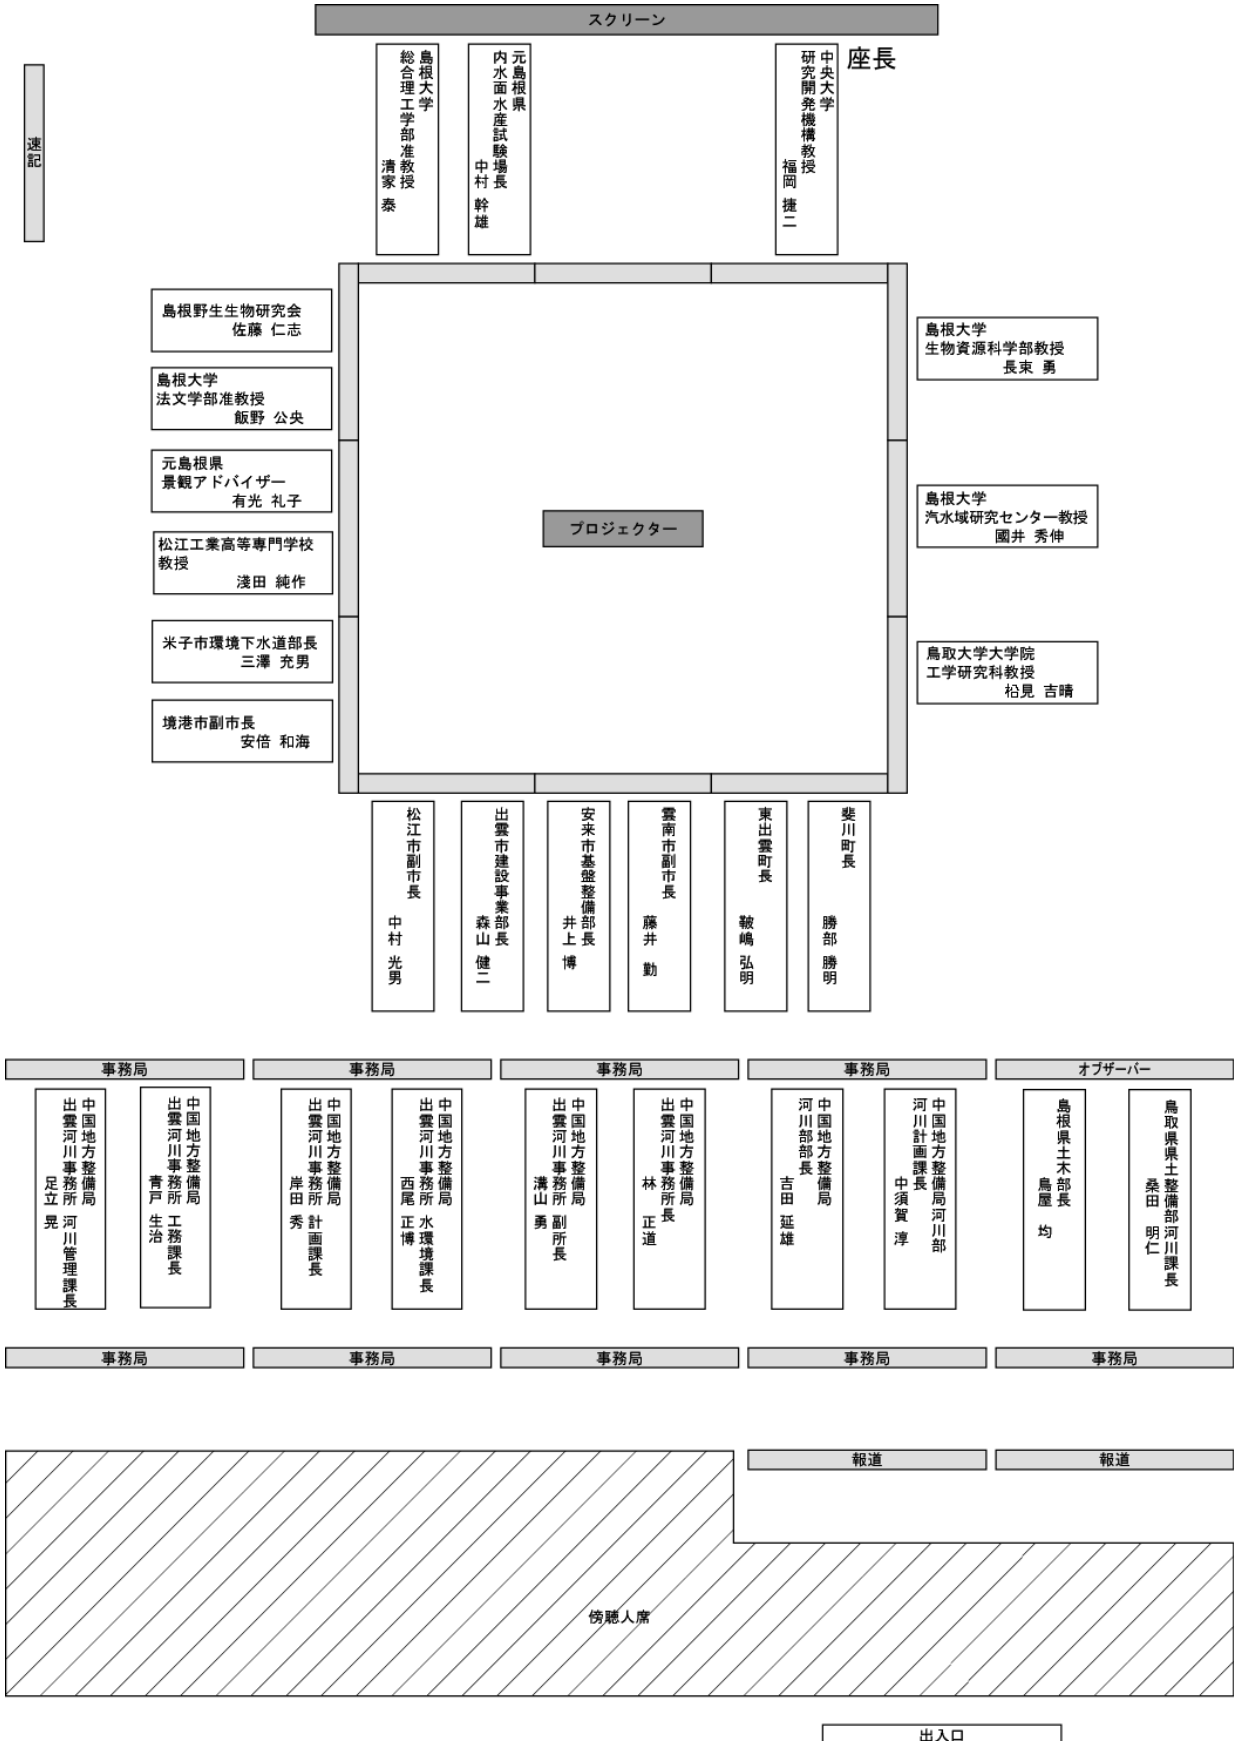 スクリーン
座長
速記
島根大学
総合理工学部准教授
清家 泰
元島根県
内水面水産試験場長
中村 幹雄
中央大学
研究開発機構教授
福岡 捷二
島根野生生物研究会
佐藤 仁志
島根大学
法文学部准教授
飯野 公央
元島根県
景観アドバイザー
有光 礼子
松江工業高等専門学校
教授
淺田 純作
米子市環境下水道部長
三澤 充男
境港市副市長
安倍 和海
プロジェクター
島根大学
生物資源科学部教授
長束 勇
島根大学
汽水域研究センター教授
國井 秀伸
鳥取大学大学院
工学研究科教授
松見 吉晴
松江市副市長
中村 光男
出雲市建設事業部長
森山 健二
安来市基盤整備部長
井上 博
雲南市副市長
藤井 勤
東出雲町長
鞁嶋 弘明
斐川町長
勝部 勝明
事務局
事務局
事務局
事務局
オブザーバー
中国地方整備局
出雲河川事務所 河川管理課長
足立 晃
中国地方整備局
出雲河川事務所 工務課長
青戸 生治
中国地方整備局
出雲河川事務所 計画課長
岸田 秀
中国地方整備局
出雲河川事務所 水環境課長
西尾 正博
中国地方整備局
出雲河川事務所 副所長
溝山 勇
中国地方整備局
出雲河川事務所長
林 正道
中国地方整備局
河川部部長
吉田 延雄
中国地方整備局河川部
河川計画課長
中須賀 淳
島根県土木部長
鳥屋 均
鳥取県県土整備部河川課長
桑田 明仁
事務局
事務局
事務局
事務局
事務局
報道
報道
傍聴人席
出入口